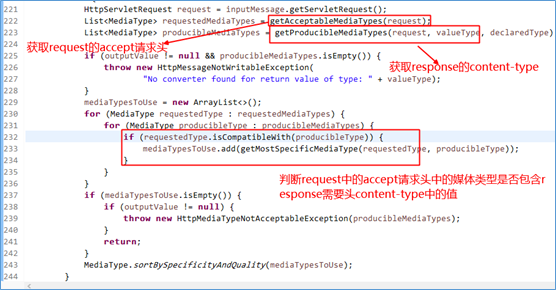 221 HttpServletRequest request = inputMessage.getServletRequest();
222 List<MediaType> requestedMediaTypes = getAcceptableMediaTypes(request);
223 List<MediaType> producibleMediaTypes = getProducibleMediaTypes(request, valueType, declaredType)
224
获取request的accept请求头
225 if (outputValue != null && producibleMediaTypes.isEmpty()) {
获取response的content-type
226 throw new HttpMessageNotWritableException(
227 "No converter found for return value of type: " + valueType);
228 }
229 mediaTypesToUse = new ArrayList<>();
230 for (MediaType requestedType : requestedMediaTypes) {
231 for (MediaType producibleType : producibleMediaTypes) {
232 if (requestedType.isCompatibleWith(producibleType)) {
233 mediaTypesToUse.add(getMostSpecificMediaType(requestedType, producibleType));
234 }
235 }
236 }
判断request中的accept请求头中的媒体类型是否包含r
esponse需要头content-type中的值
237 if (mediaTypesToUse.isEmpty()) {
238 if (outputValue != null) {
239 throw new HttpMediaTypeNotAcceptableException(producibleMediaTypes);
240 }
241 return;
242 }
243 MediaType.sortBySpecificityAndQuality(mediaTypesToUse);
244 }